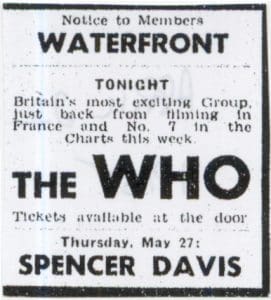 Notice to Members
WATERFRONT
TONIGHT
Britain's most exciting Group,
just back from filming in
France and No. 7 in the
Charts this week.
THE WHO
Tickets available at the door
Thursday, May 27:
SPENCER DAVIS